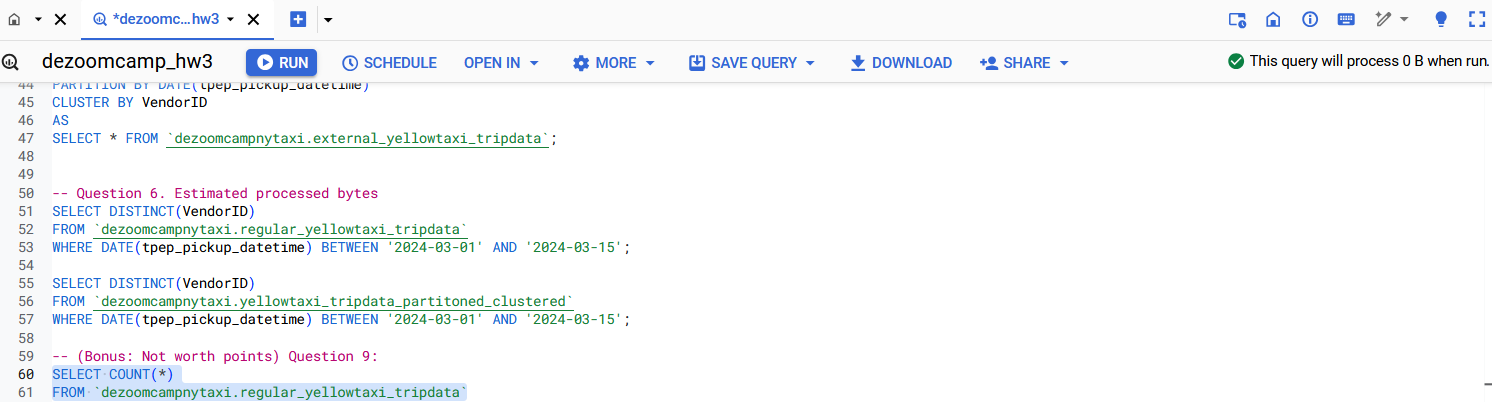 *dezoomc...hw3
dezoomcamp_hw3 RUN SCHEDULE OPEN IN MORE SAVE QUERY DOWNLOAD SHARE This query will process 0 B when run.
44 PARTITION BY DATE(tpep_pickup_datetime)
45 CLUSTER BY VendorID
46 AS
47 SELECT * FROM `dezoomcampnytaxi.external_yellowtaxi_tripdata`;
48
49
50 -- Question 6. Estimated processed bytes
51 SELECT DISTINCT(VendorID)
52 FROM `dezoomcampnytaxi.regular_yellowtaxi_tripdata`
53 WHERE DATE(tpep_pickup_datetime) BETWEEN '2024-03-01' AND '2024-03-15';
54
55 SELECT DISTINCT(VendorID)
56 FROM `dezoomcampnytaxi.yellowtaxi_tripdata_partitoned_clustered`
57 WHERE DATE(tpep_pickup_datetime) BETWEEN '2024-03-01' AND '2024-03-15';
58
59 -- (Bonus: Not worth points) Question 9:
60 SELECT COUNT(*)
61 FROM `dezoomcampnytaxi.regular_yellowtaxi_tripdata`